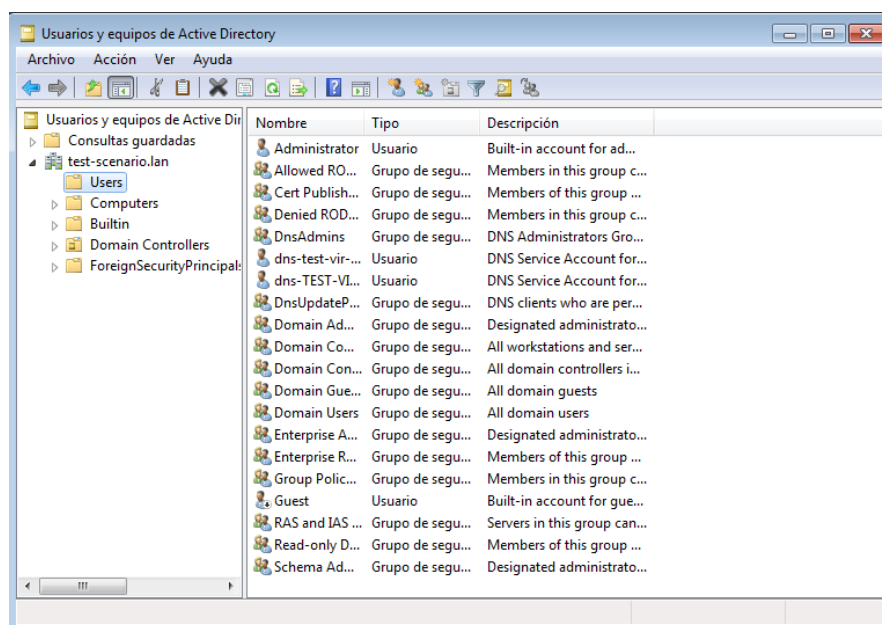 Usuarios y equipos de Active Directory
Archivo Acción Ver Ayuda
Usuarios y equipos de Active Dir
Consultas guardadas
test-scenario.lan
Users
Computers
Builtin
Domain Controllers
ForeignSecurityPrincipals
Nombre Tipo Descripción
Administrator Usuario Built-in account for ad...
Allowed RO... Grupo de segu... Members in this group c...
Cert Publish... Grupo de segu... Members of this group ...
Denied ROD... Grupo de segu... Members in this group c...
DnsAdmins Grupo de segu... DNS Administrators Gro...
dns-test-vir-... Usuario DNS Service Account for...
dns-TEST-VI... Usuario DNS Service Account for...
DnsUpdateP... Grupo de segu... DNS clients who are per...
Domain Ad... Grupo de segu... Designated administrato...
Domain Co... Grupo de segu... All workstations and ser...
Domain Con... Grupo de segu... All domain controllers i...
Domain Gue... Grupo de segu... All domain guests
Domain Users Grupo de segu... All domain users
Enterprise A... Grupo de segu... Designated administrato...
Enterprise R... Grupo de segu... Members of this group ...
Group Polic... Grupo de segu... Members in this group c...
Guest Usuario Built-in account for gue...
RAS and IAS ... Grupo de segu... Servers in this group can...
Read-only D... Grupo de segu... Members of this group ...
Schema Ad... Grupo de segu... Designated administrato...